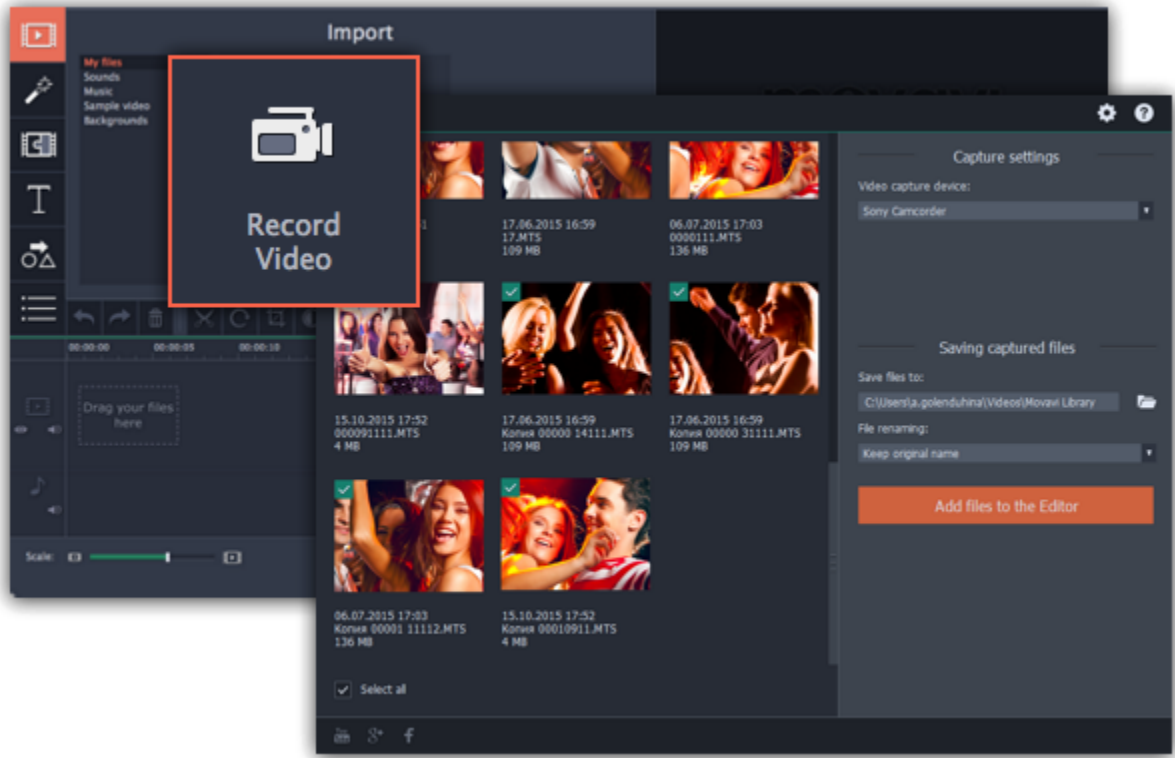 Import
My files
Sounds
Music
Sample video
Backgrounds
Record
Video
00:00:00
00:00:05
00:00:10
Drag your files
here
Scale:
17.06.2015 16:59
17.MTS
109 MB
06.07.2015 17:03
0000111.MTS
136 MB
15.10.2015 17:52
000091111.MTS
4 MB
17.06.2015 16:59
Копия 00000 14111.MTS
109 MB
17.06.2015 16:59
Копия 00000 31111.MTS
109 MB
06.07.2015 17:03
Копия 00001 11112.MTS
136 MB
15.10.2015 17:52
Копия 00010911.MTS
4 MB
Select all
Capture settings
Video capture device:
Sony Camcorder
Saving captured files
Save files to:
C:\Users\a.golenduhina\Videos\Movavi Library
File renaming:
Keep original name
Add files to the Editor